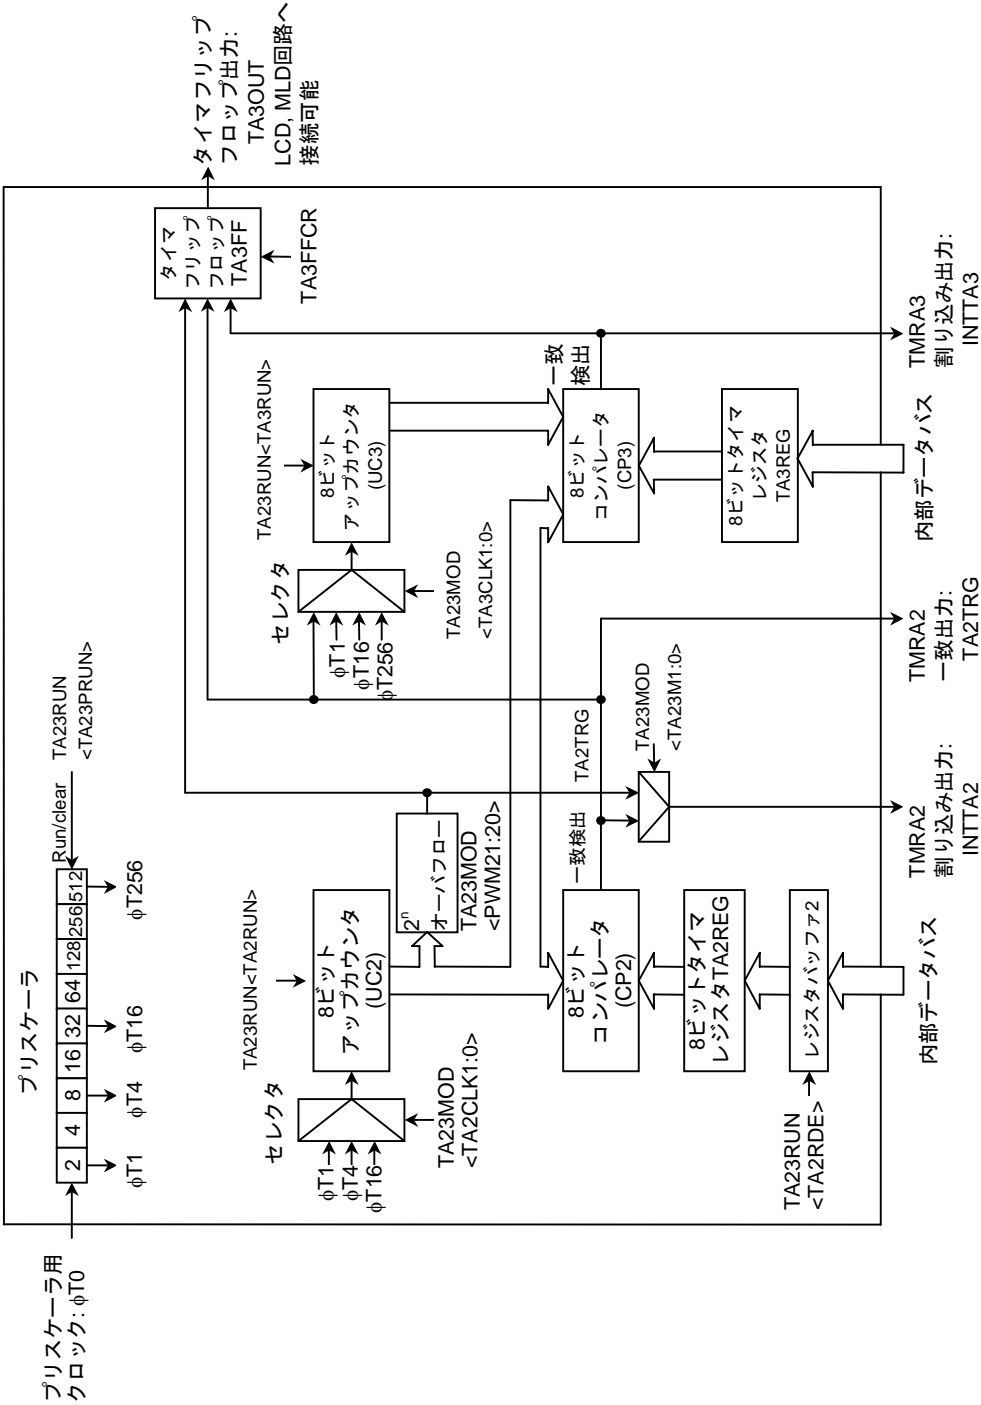 プリスケーラ用
クロック: φT0
プリスケーラ
2 4 8 16 32 64 128 256 512
φT1
φT4
φT16
φT256
Run/clear
TA23RUN
<TA23PRUN>
セレクタ
φT1
φT4
φT16
TA23MOD
<TA2CLK1:0>
TA23RUN<TA2RUN>
8ビット
アップカウンタ
(UC2)
2n
オーバフロー
TA23MOD
<PWM21:20>
8ビット
コンパレータ
(CP2)
一致検出
TA2TRG
8ビットタイマ
レジスタTA2REG
レジスタバッファ2
TA23RUN
<TA2RDE>
内部データバス
TA23MOD
<TA23M1:0>
TMRA2
割り込み出力:
INTTA2
TMRA2
一致出力:
TA2TRG
セレクタ
φT1
φT16
φT256
TA23MOD
<TA3CLK1:0>
TA23RUN<TA3RUN>
8ビット
アップカウンタ
(UC3)
8ビット
コンパレータ
(CP3)
一致
検出
8ビットタイマ
レジスタ
TA3REG
内部データバス
TMRA3
割り込み出力:
INTTA3
タイマ
フリップ
フロップ
TA3FF
TA3FFCR
タイマフリップ
フロップ出力:
TA3OUT
LCD, MLD回路へ
接続可能